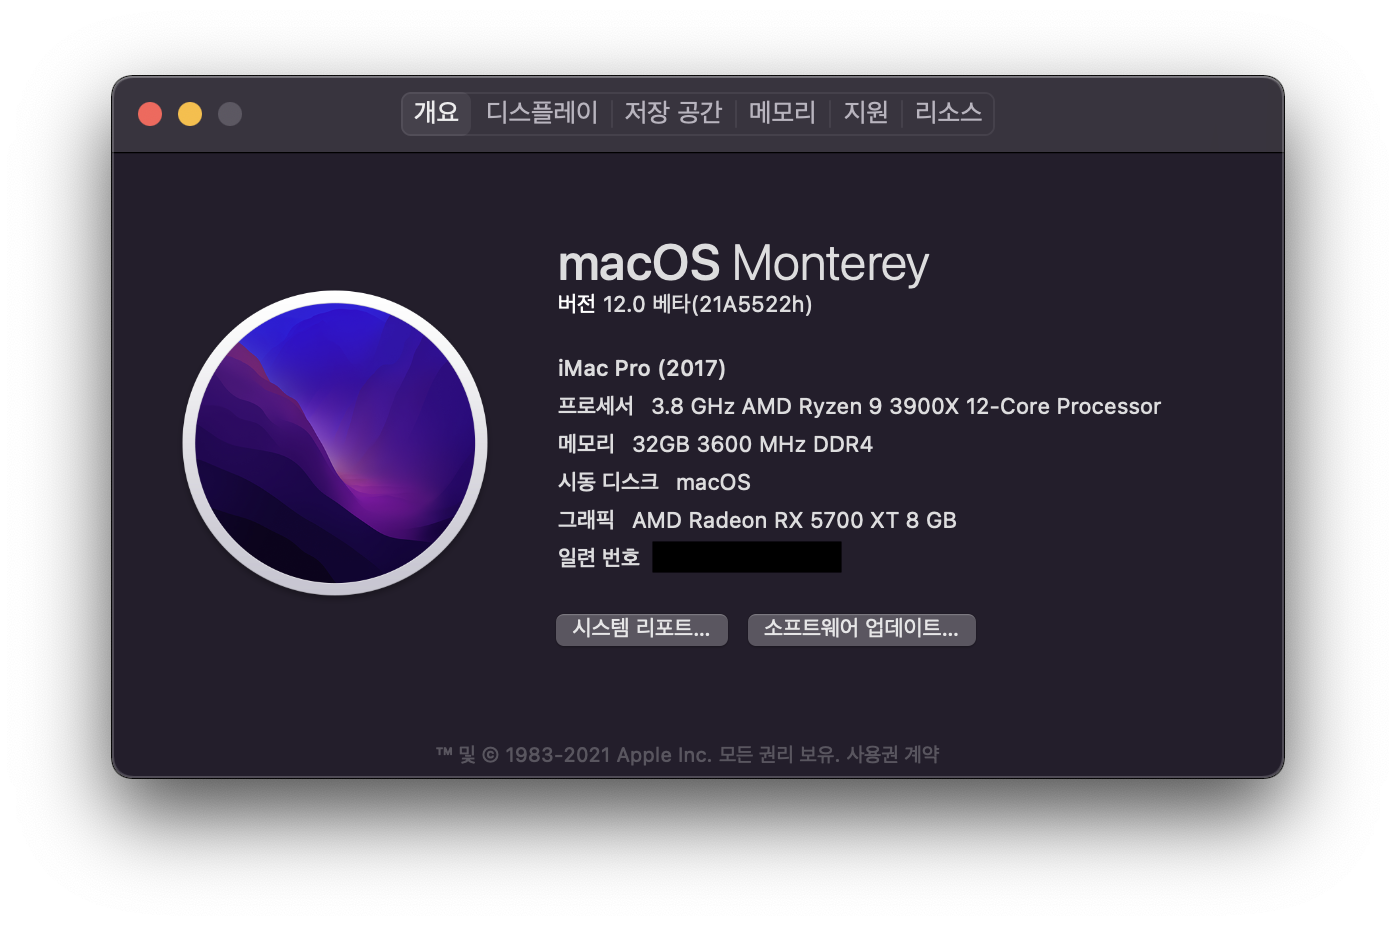 개요 디스플레이 저장 공간 메모리 지원 리소스
macOS Monterey
버전 12.0 베타(21A5522h)
iMac Pro (2017)
프로세서 3.8 GHz AMD Ryzen 9 3900X 12-Core Processor
메모리 32GB 3600 MHz DDR4
시동 디스크 macOS
그래픽 AMD Radeon RX 5700 XT 8 GB
일련 번호
시스템 리포트... 소프트웨어 업데이트...
™ 및 © 1983-2021 Apple Inc. 모든 권리 보유. 사용권 계약